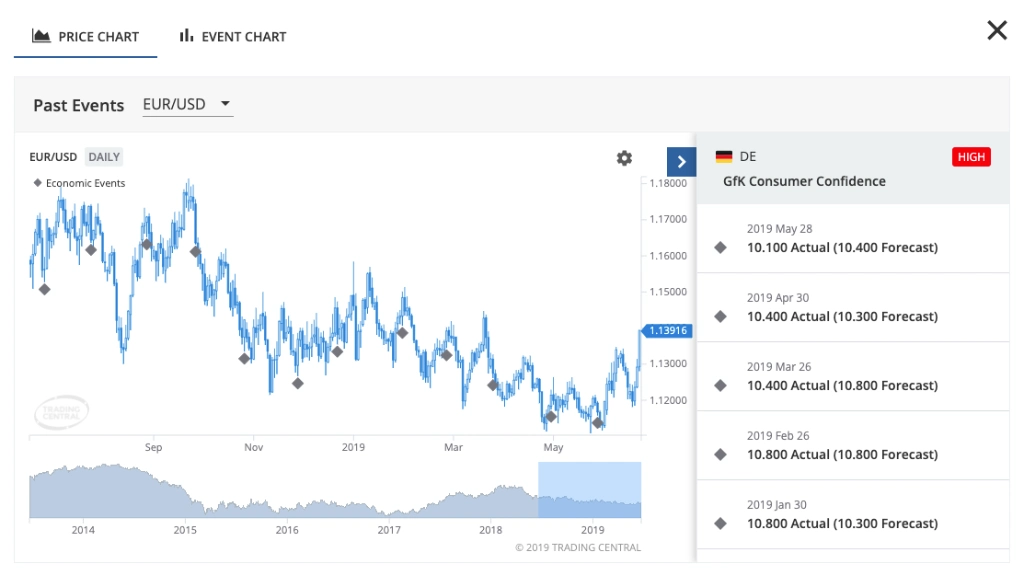 PRICE CHART
EVENT CHART
Past Events
EUR/USD
EUR/USD DAILY
Economic Events
1.18000
1.17000
1.16000
1.15000
1.13916
1.13000
1.12000
TRADING
CENTRAL
Sep Nov 2019 Mar May
2014 2015 2016 2017 2018 2019
© 2019 TRADING CENTRAL
DE
HIGH
GfK Consumer Confidence
2019 May 28
10.100 Actual (10.400 Forecast)
2019 Apr 30
10.400 Actual (10.300 Forecast)
2019 Mar 26
10.400 Actual (10.800 Forecast)
2019 Feb 26
10.800 Actual (10.800 Forecast)
2019 Jan 30
10.800 Actual (10.300 Forecast)